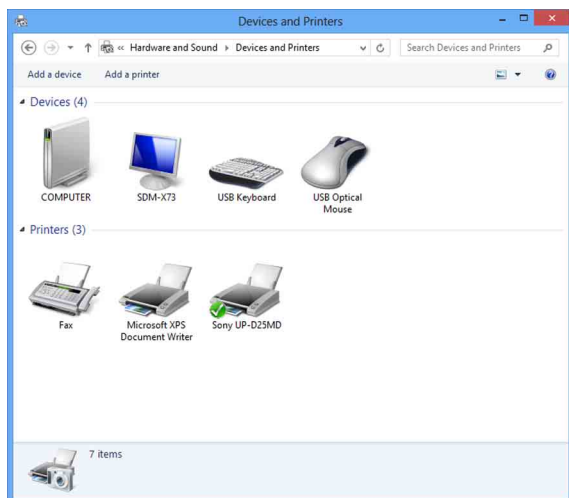 Devices and Printers
« Hardware and Sound Devices and Printers
Search Devices and Printers
Add a device Add a printer
Devices (4)
COMPUTER SDM-X73 USB Keyboard USB Optical
Mouse
Printers (3)
Fax Microsoft XPS Sony UP-D25MD
Document Writer
7 items